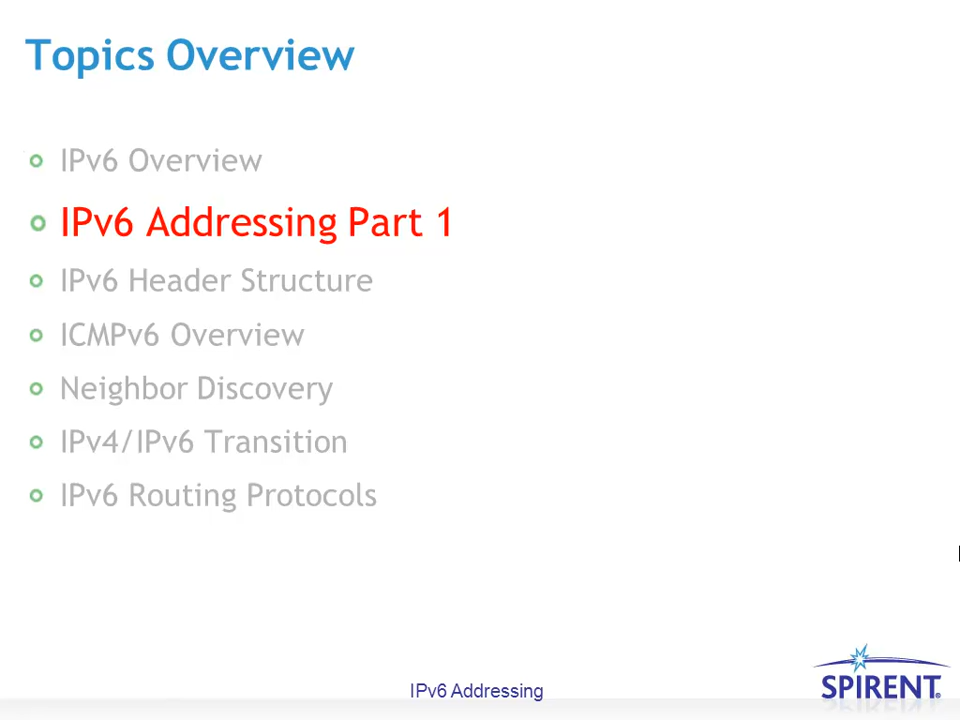 Topics Overview
IPv6 Overview
IPv6 Addressing Part 1
IPv6 Header Structure
ICMPv6 Overview
Neighbor Discovery
IPv4/IPv6 Transition
IPv6 Routing Protocols
IPv6 Addressing
SPIRENT®